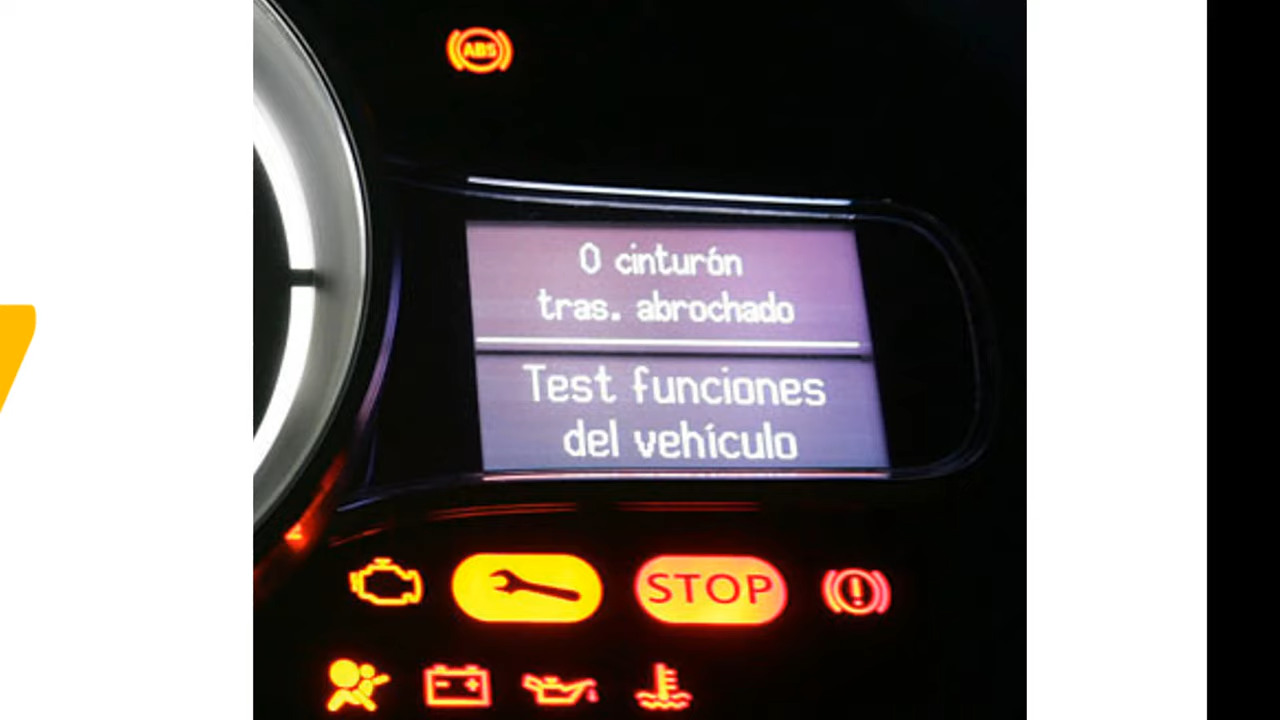 ABS
0 cinturón
tras. abrochado
Test funciones
del vehículo
STOP